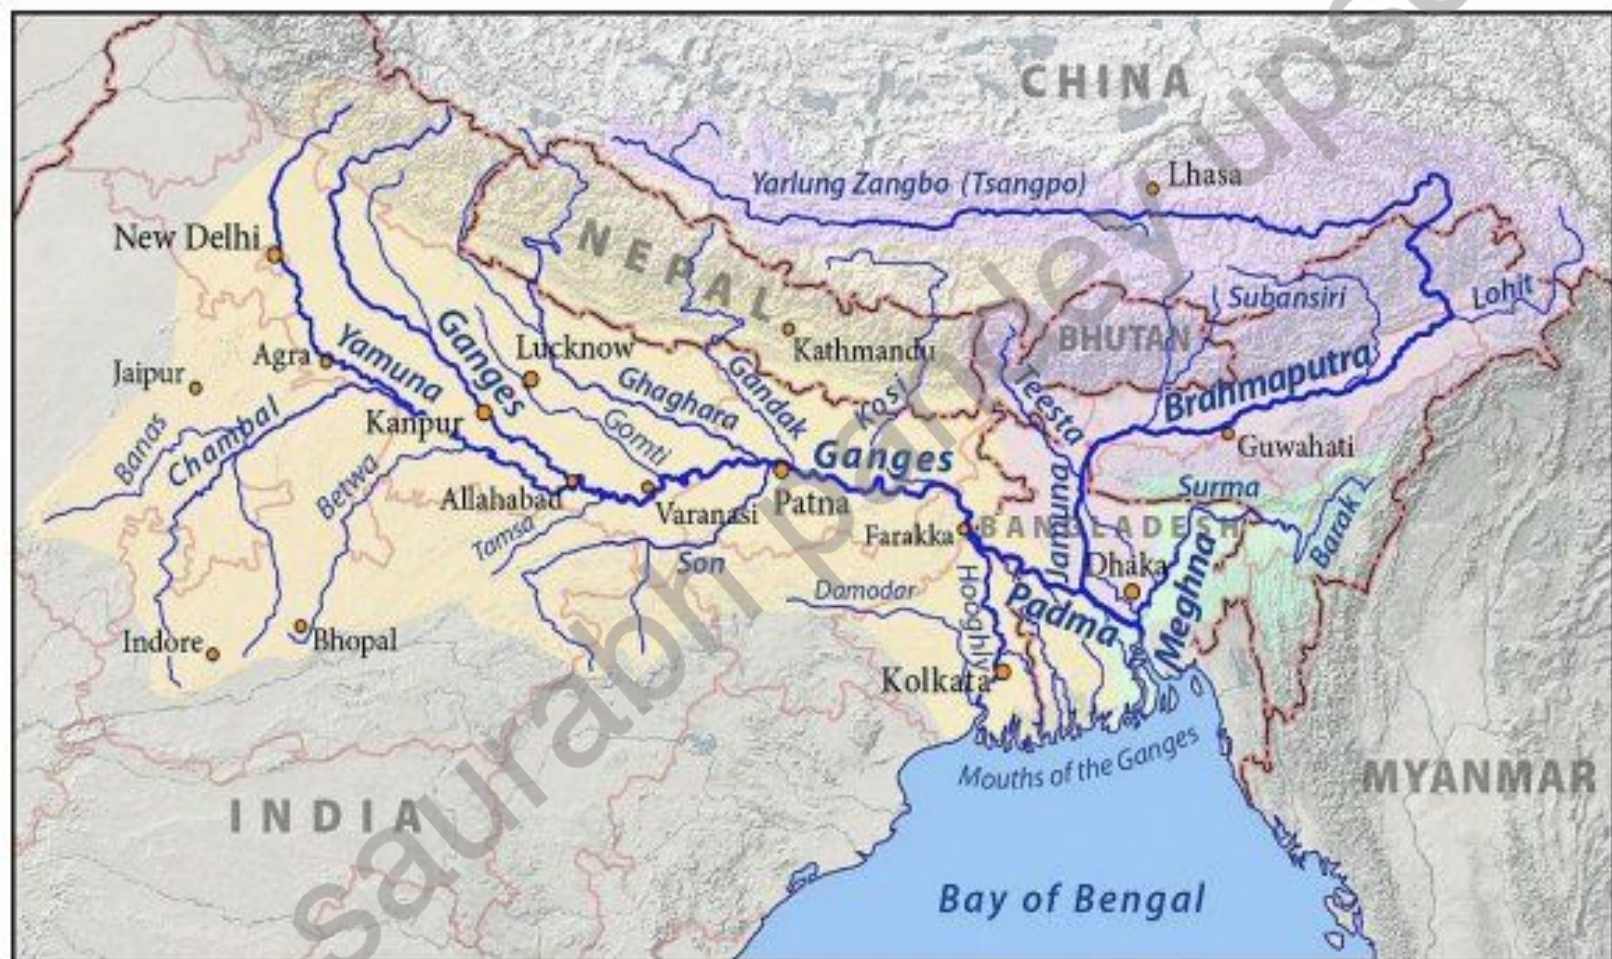 CHINA
Yarlung Zangbo (Tsangpo)
Lhasa
New Delhi
NEPAL
Subansiri
Lohit
Yamuna
Ganges
Lucknow
BHUTAN
Agra
Kathmandu
Jaipur
Ghaghara
Gandak
Kosi
Teesta
Brahmaputra
Banas
Chambal
Kanpur
Gomti
Ganges
Guwahati
Betwa
Allahabad
Varanasi
Patna
Jamuna
Surma
Barak
Tamsa
Farakka
BANGLADESH
Son
Dhaka
Meghna
Damodar
Hooghly
Padma
Indore
Bhopal
Kolkata
Mouths of the Ganges
INDIA
MYANMAR
Bay of Bengal
saurabh pandey upsc